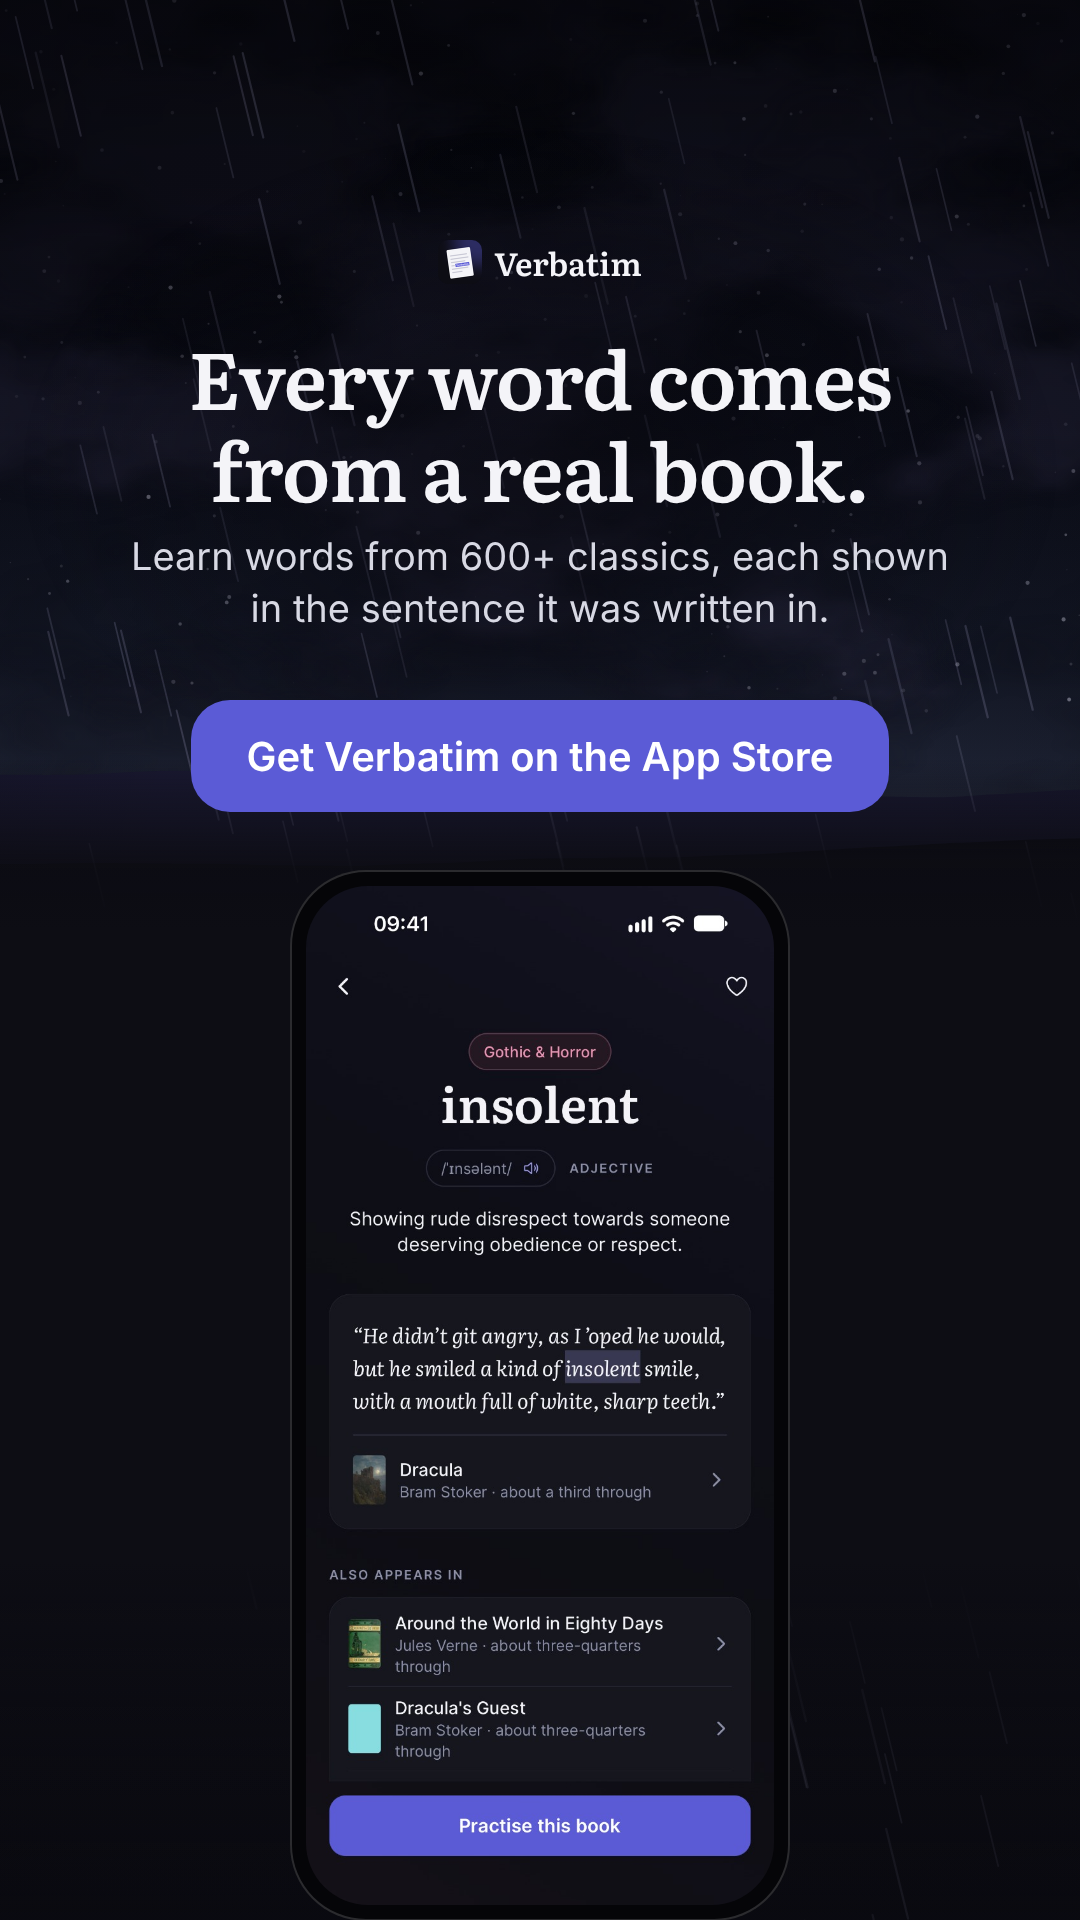 Verbatim
Every word comes
from a real book.
Learn words from 600+ classics, each shown
in the sentence it was written in.
Get Verbatim on the App Store
09:41
Gothic & Horror
insolent
/ˈɪnsələnt/ ADJECTIVE
Showing rude disrespect towards someone
deserving obedience or respect.
“He didn’t git angry, as I ’oped he would,
but he smiled a kind of insolent smile,
with a mouth full of white, sharp teeth.”
Dracula
Bram Stoker · about a third through
ALSO APPEARS IN
Around the World in Eighty Days
Jules Verne · about three-quarters
through
Dracula's Guest
Bram Stoker · about three-quarters
through
Practise this book